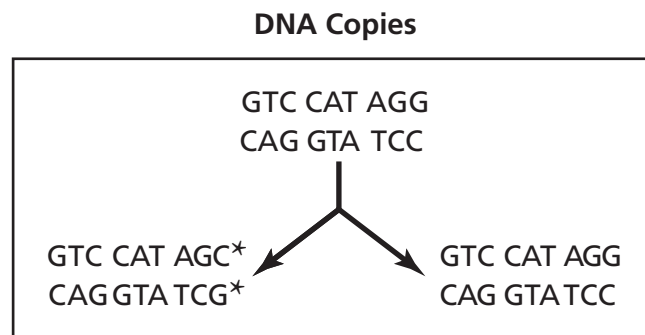 DNA Copies
GTC CAT AGG
CAG GTA TCC
GTC CAT AGC*
CAG GTA TCG*
GTC CAT AGG
CAG GTA TCC